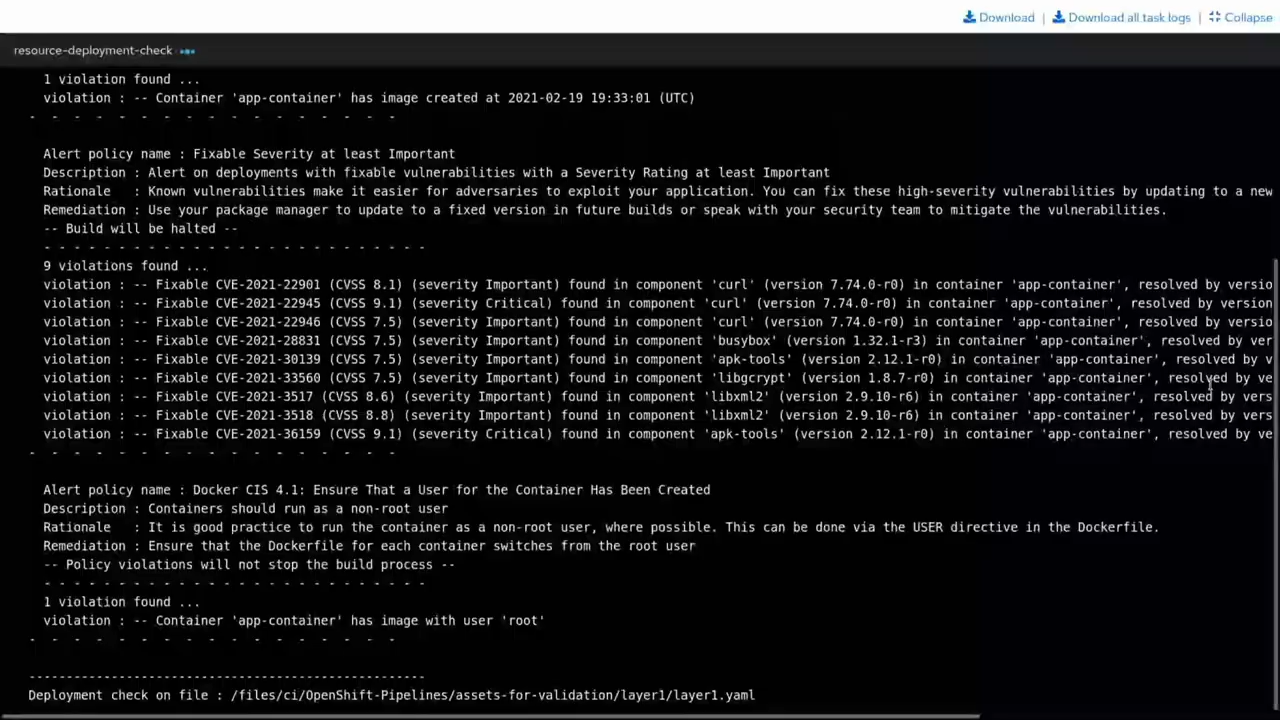 Download | Download all task logs | Collapse
resource-deployment-check
1 violation found ...
violation : -- Container 'app-container' has image created at 2021-02-19 19:33:01 (UTC)
- - - - - - - - - - - - - - - - - -
Alert policy name : Fixable Severity at least Important
Description : Alert on deployments with fixable vulnerabilities with a Severity Rating at least Important
Rationale : Known vulnerabilities make it easier for adversaries to exploit your application. You can fix these high-severity vulnerabilities by updating to a new
Remediation : Use your package manager to update to a fixed version in future builds or speak with your security team to mitigate the vulnerabilities.
-- Build will be halted --
- - - - - - - - - - - - - - - - - - - - - - - - - -
9 violations found ...
violation : -- Fixable CVE-2021-22901 (CVSS 8.1) (severity Important) found in component 'curl' (version 7.74.0-r0) in container 'app-container', resolved by versio
violation : -- Fixable CVE-2021-22945 (CVSS 9.1) (severity Critical) found in component 'curl' (version 7.74.0-r0) in container 'app-container', resolved by version
violation : -- Fixable CVE-2021-22946 (CVSS 7.5) (severity Important) found in component 'curl' (version 7.74.0-r0) in container 'app-container', resolved by versio
violation : -- Fixable CVE-2021-28831 (CVSS 7.5) (severity Important) found in component 'busybox' (version 1.32.1-r3) in container 'app-container', resolved by ver
violation : -- Fixable CVE-2021-30139 (CVSS 7.5) (severity Important) found in component 'apk-tools' (version 2.12.1-r0) in container 'app-container', resolved by v
violation : -- Fixable CVE-2021-33560 (CVSS 7.5) (severity Important) found in component 'libgcrypt' (version 1.8.7-r0) in container 'app-container', resolved by ve
violation : -- Fixable CVE-2021-3517 (CVSS 8.6) (severity Important) found in component 'libxml2' (version 2.9.10-r6) in container 'app-container', resolved by vers
violation : -- Fixable CVE-2021-3518 (CVSS 8.8) (severity Important) found in component 'libxml2' (version 2.9.10-r6) in container 'app-container', resolved by vers
violation : -- Fixable CVE-2021-36159 (CVSS 9.1) (severity Critical) found in component 'apk-tools' (version 2.12.1-r0) in container 'app-container', resolved by ve
- - - - - - - - - - - - - - - - - -
Alert policy name : Docker CIS 4.1: Ensure That a User for the Container Has Been Created
Description : Containers should run as a non-root user
Rationale : It is good practice to run the container as a non-root user, where possible. This can be done via the USER directive in the Dockerfile.
Remediation : Ensure that the Dockerfile for each container switches from the root user
-- Policy violations will not stop the build process --
- - - - - - - - - - - - - - - - - - - - - - - - - -
1 violation found ...
violation : -- Container 'app-container' has image with user 'root'
- - - - - - - - - - - - - - - - - -
-----------------------------------------------------
Deployment check on file : /files/ci/OpenShift-Pipelines/assets-for-validation/layer1/layer1.yaml